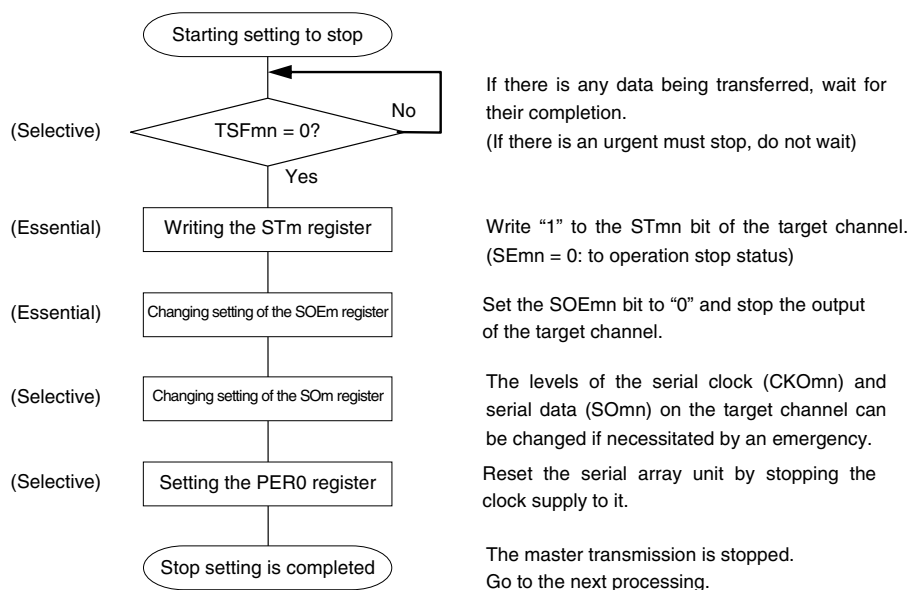 Starting setting to stop
No
(Selective)
TSFmn = 0?
If there is any data being transferred, wait for
their completion.
(If there is an urgent must stop, do not wait)
Yes
(Essential)
Writing the STm register
Write “1” to the STmn bit of the target channel.
(SEmn = 0: to operation stop status)
(Essential)
Changing setting of the SOEm register
Set the SOEmn bit to “0” and stop the output
of the target channel.
(Selective)
Changing setting of the SOm register
The levels of the serial clock (CKOmn) and
serial data (SOmn) on the target channel can
be changed if necessitated by an emergency.
(Selective)
Setting the PER0 register
Reset the serial array unit by stopping the
clock supply to it.
Stop setting is completed
The master transmission is stopped.
Go to the next processing.